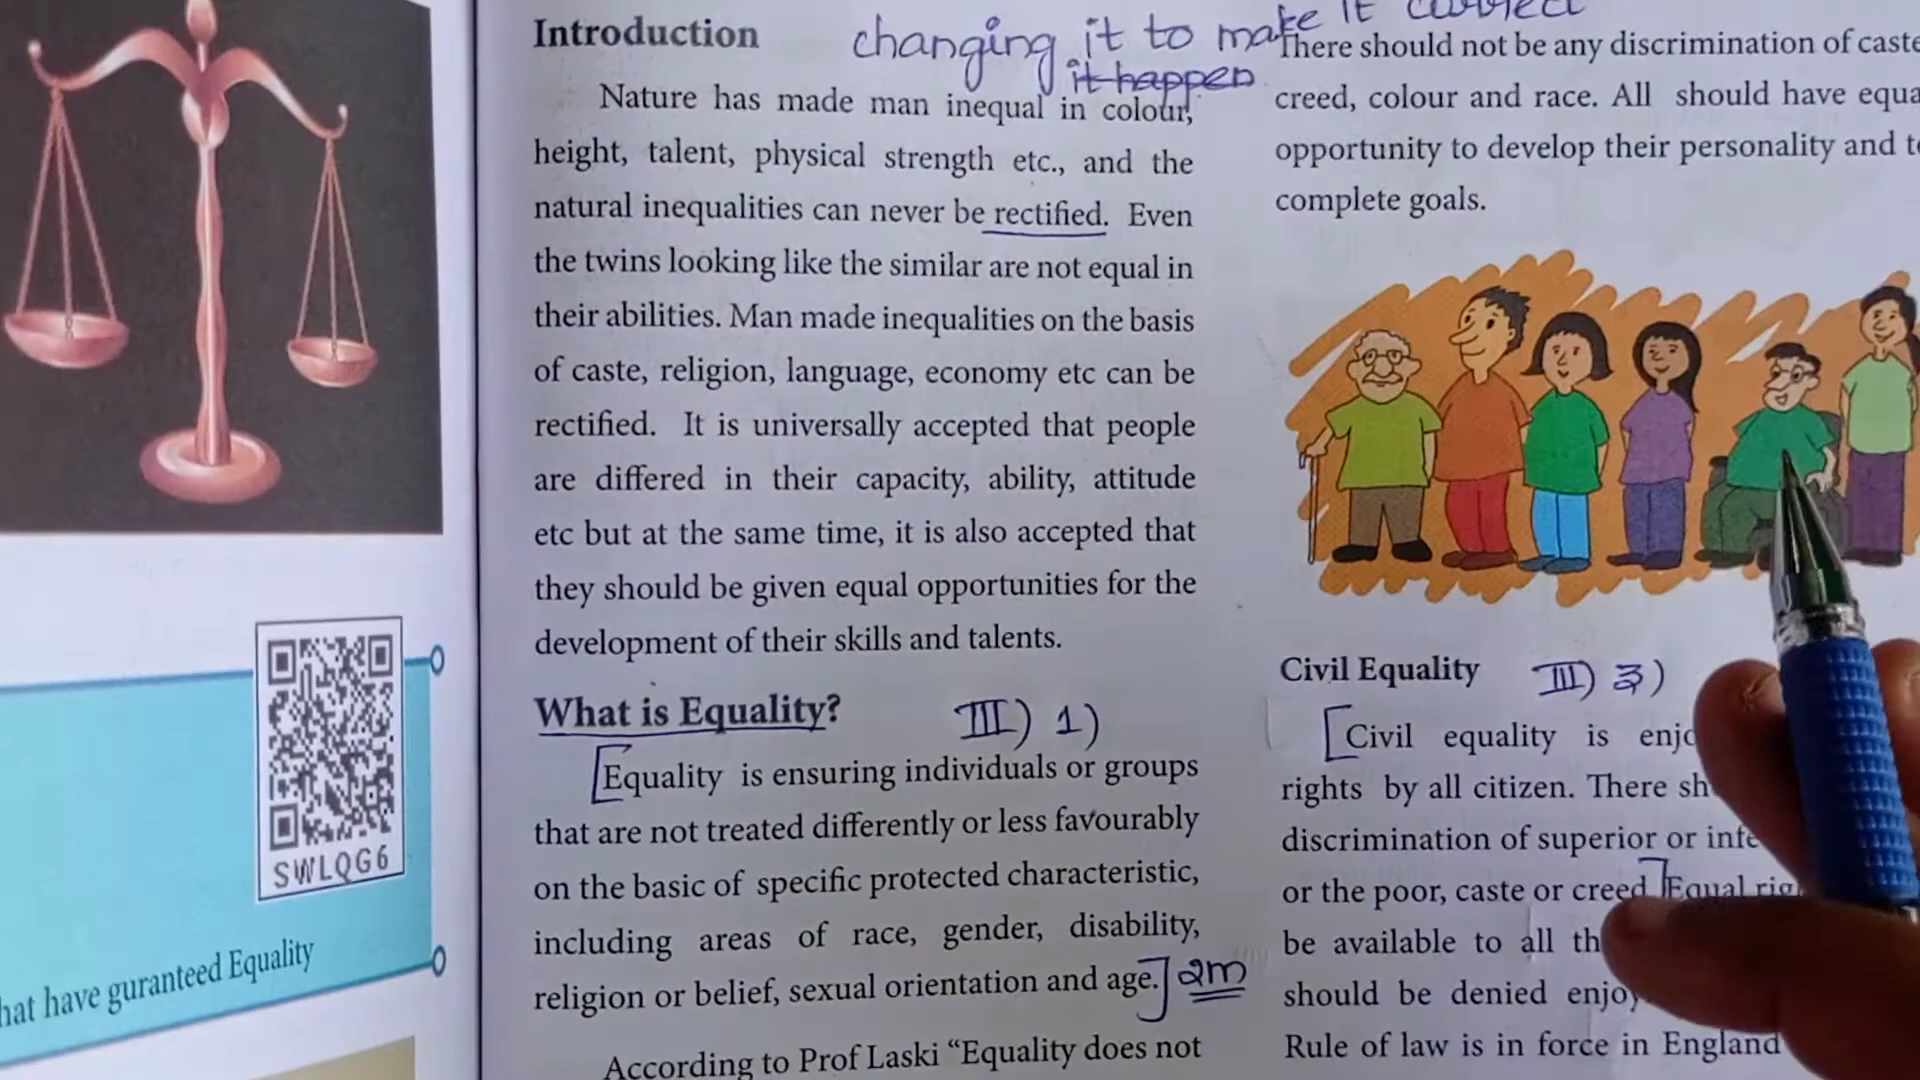 SWLQG6
hat have guranteed Equality
Introduction
changing it to make it correct
it happen
Nature has made man inequal in colour,
height, talent, physical strength etc., and the
natural inequalities can never be rectified. Even
the twins looking like the similar are not equal in
their abilities. Man made inequalities on the basis
of caste, religion, language, economy etc can be
rectified. It is universally accepted that people
are differed in their capacity, ability, attitude
etc but at the same time, it is also accepted that
they should be given equal opportunities for the
development of their skills and talents.
What is Equality? III) 1)
[Equality is ensuring individuals or groups
that are not treated differently or less favourably
on the basic of specific protected characteristic,
including areas of race, gender, disability,
religion or belief, sexual orientation and age.] 2m
According to Prof Laski “Equality does not
There should not be any discrimination of caste
creed, colour and race. All should have equa
opportunity to develop their personality and to
complete goals.
Civil Equality III) 3)
[Civil equality is enjo
rights by all citizen. There sh
discrimination of superior or infe
or the poor, caste or creed.] Equal rig
be available to all th
should be denied enjoy
Rule of law is in force in England